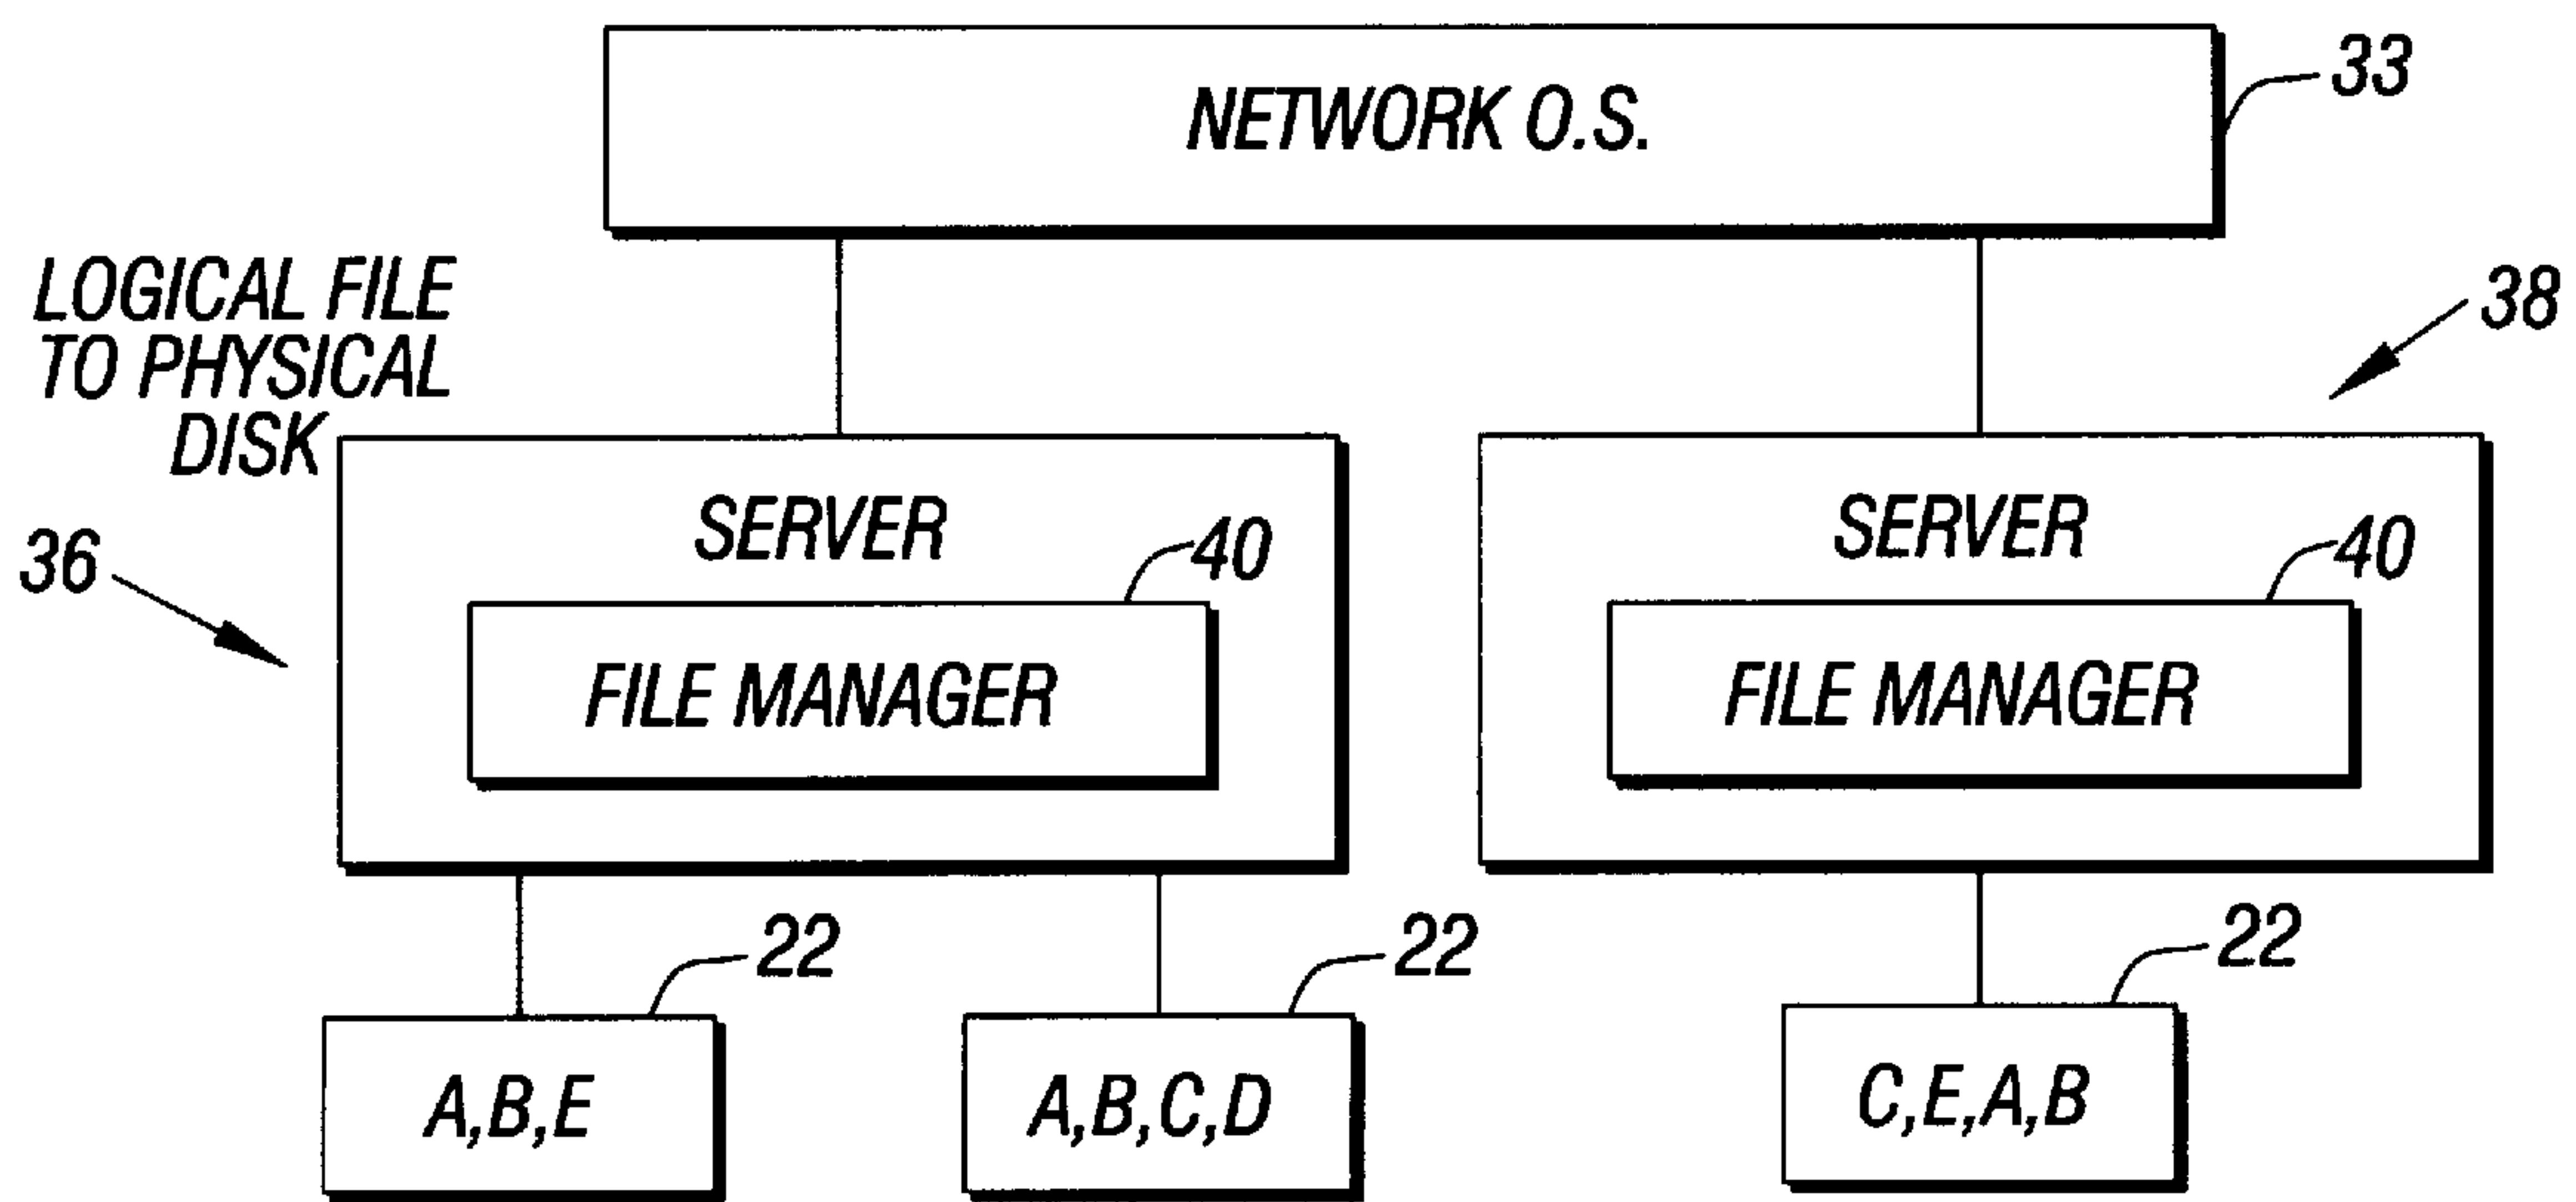 NETWORK O.S.
33
LOGICAL FILE
TO PHYSICAL
DISK
38
36
SERVER
40
FILE MANAGER
SERVER
40
FILE MANAGER
22
22
22
A,B,E
A,B,C,D
C,E,A,B